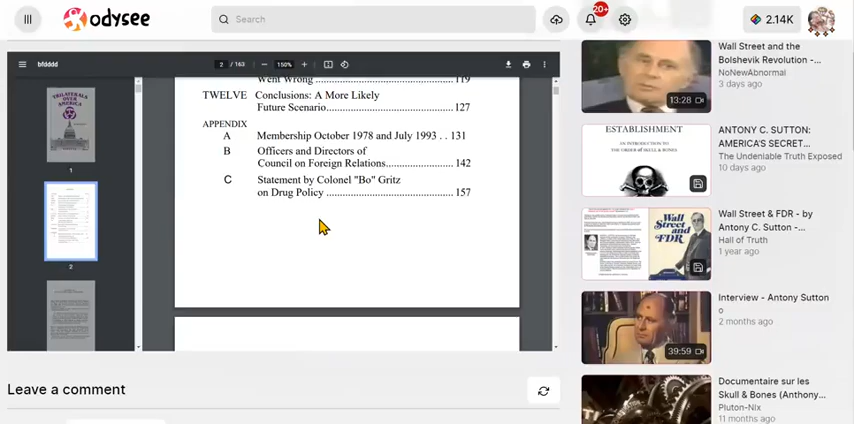 odysee
Search
20+
2.14K
bfdddd
2 / 163
150%
TRILATERALS
OVER
AMERICA
1
2
Went Wrong ... 119
TWELVE Conclusions: A More Likely
Future Scenario ... 127
APPENDIX
A Membership October 1978 and July 1993 . . 131
B Officers and Directors of
Council on Foreign Relations ... 142
C Statement by Colonel "Bo" Gritz
on Drug Policy ... 157
Leave a comment
13:28
Wall Street and the
Bolshevik Revolution -...
NoNewAbnormal
3 days ago
ESTABLISHMENT
AN INTRODUCTION
TO THE ORDER of SKULL & BONES
ANTONY C. SUTTON:
AMERICA'S SECRET...
The Undeniable Truth Exposed
10 days ago
Wall Street
and
FDR
Wall Street & FDR - by
Antony C. Sutton -...
Hall of Truth
1 year ago
39:59
Interview - Antony Sutton
o
2 months ago
Documentaire sur les
Skull & Bones (Anthony...
Pluton-Nix
11 months ago